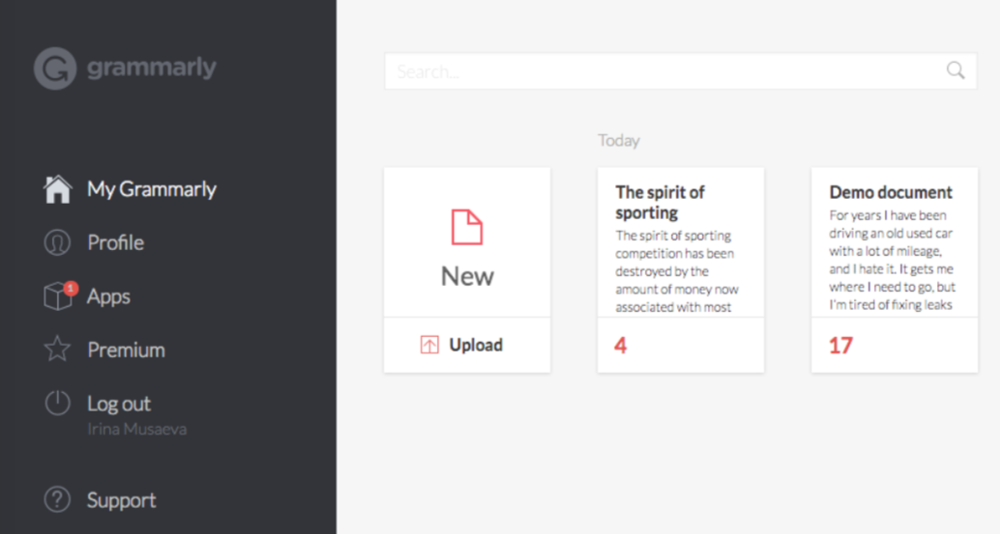 grammarly
My Grammarly
Profile
1
Apps
Premium
Log out
Irina Musaeva
Support
Search...
Today
New
Upload
The spirit of
sporting
The spirit of sporting
competition has been
destroyed by the
amount of money now
associated with most
4
Demo document
For years I have been
driving an old used car
with a lot of mileage,
and I hate it. It gets me
where I need to go, but
I'm tired of fixing leaks
17